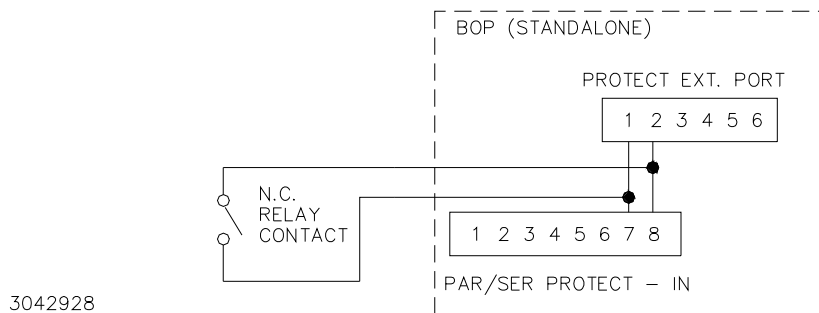 BOP (STANDALONE)
PROTECT EXT. PORT
1 2 3 4 5 6
N.C.
RELAY
CONTACT
1 2 3 4 5 6 7 8
PAR/SER PROTECT – IN
3042928